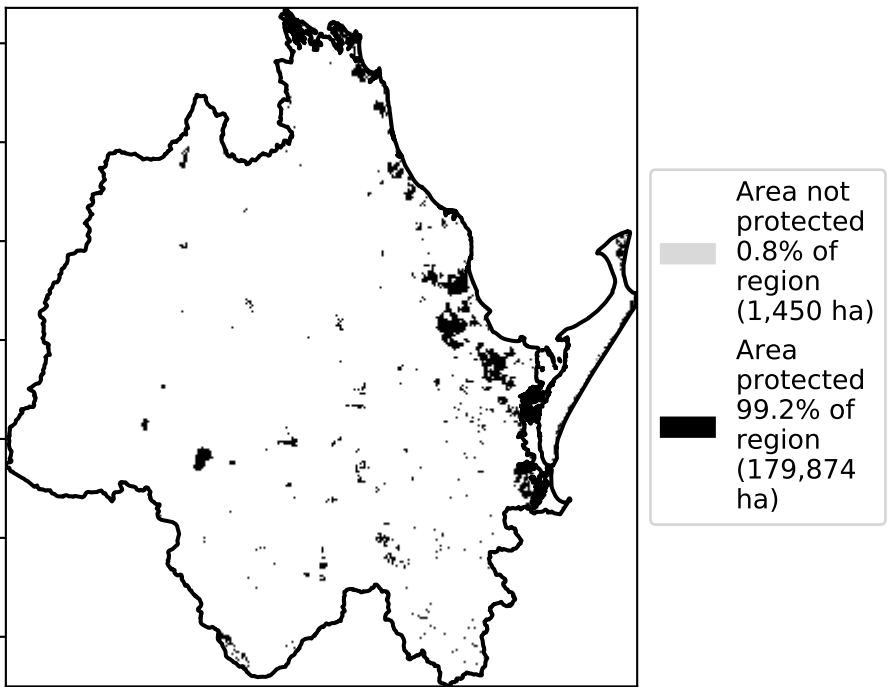 Area not
protected
0.8% of
region
(1,450 ha)
Area
protected
99.2% of
region
(179,874
ha)